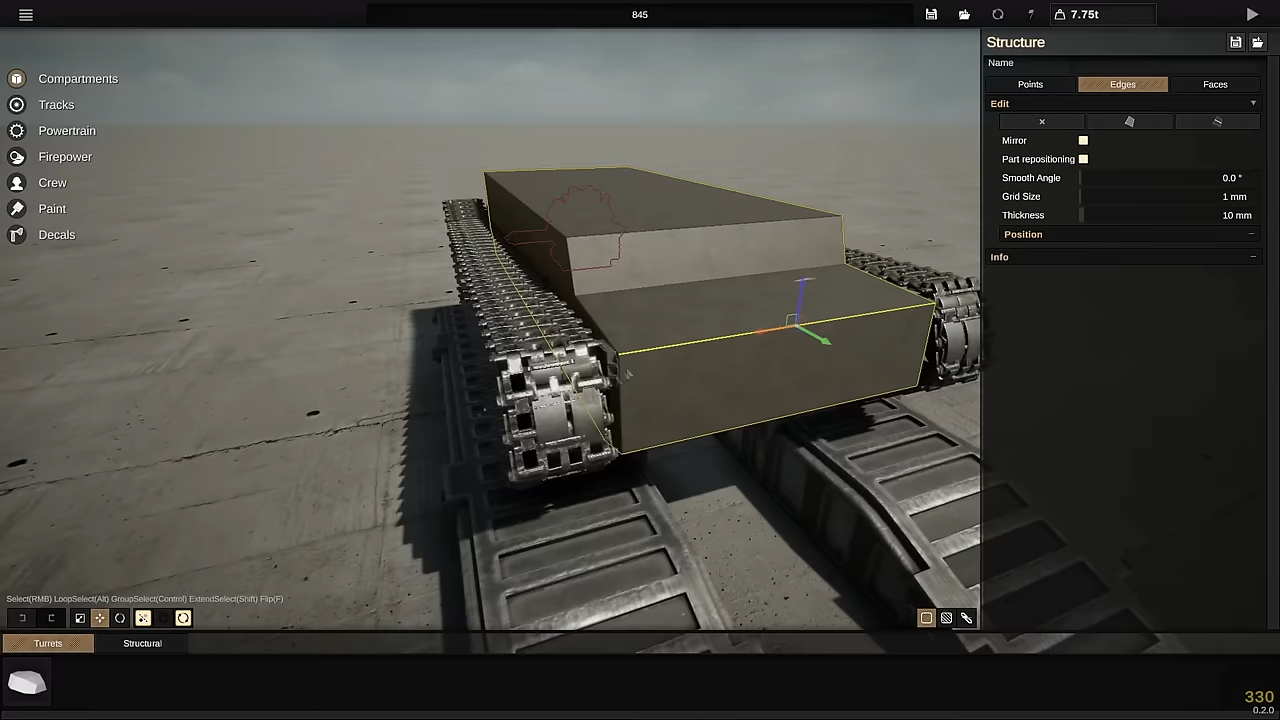 845
7.75t
Structure
Name
Compartments
Tracks
Powertrain
Firepower
Crew
Paint
Decals
Points
Edges
Faces
Edit
Mirror
Part repositioning
Smooth Angle 0.0 °
Grid Size 1 mm
Thickness 10 mm
Position
Info
Select(RMB) LoopSelect(Alt) GroupSelect(Control) ExtendSelect(Shift) Flip(F)
Turrets
Structural
330
0.2.0